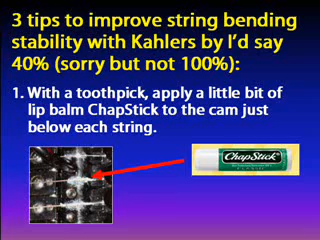 3 tips to improve string bending
stability with Kahlers by I'd say
40% (sorry but not 100%):
1. With a toothpick, apply a little bit of
lip balm ChapStick to the cam just
below each string.
ChapStick